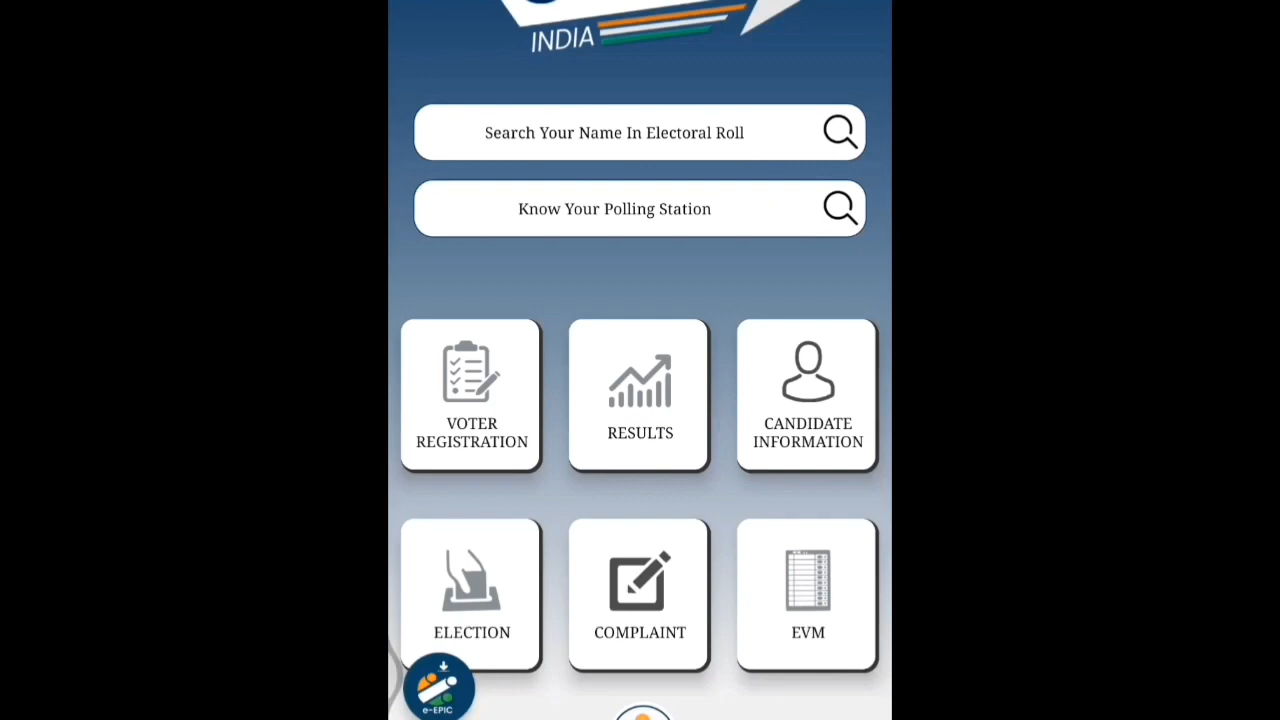 INDIA
Search Your Name In Electoral Roll
Know Your Polling Station
VOTER
REGISTRATION
RESULTS
CANDIDATE
INFORMATION
ELECTION
COMPLAINT
EVM
e-EPIC